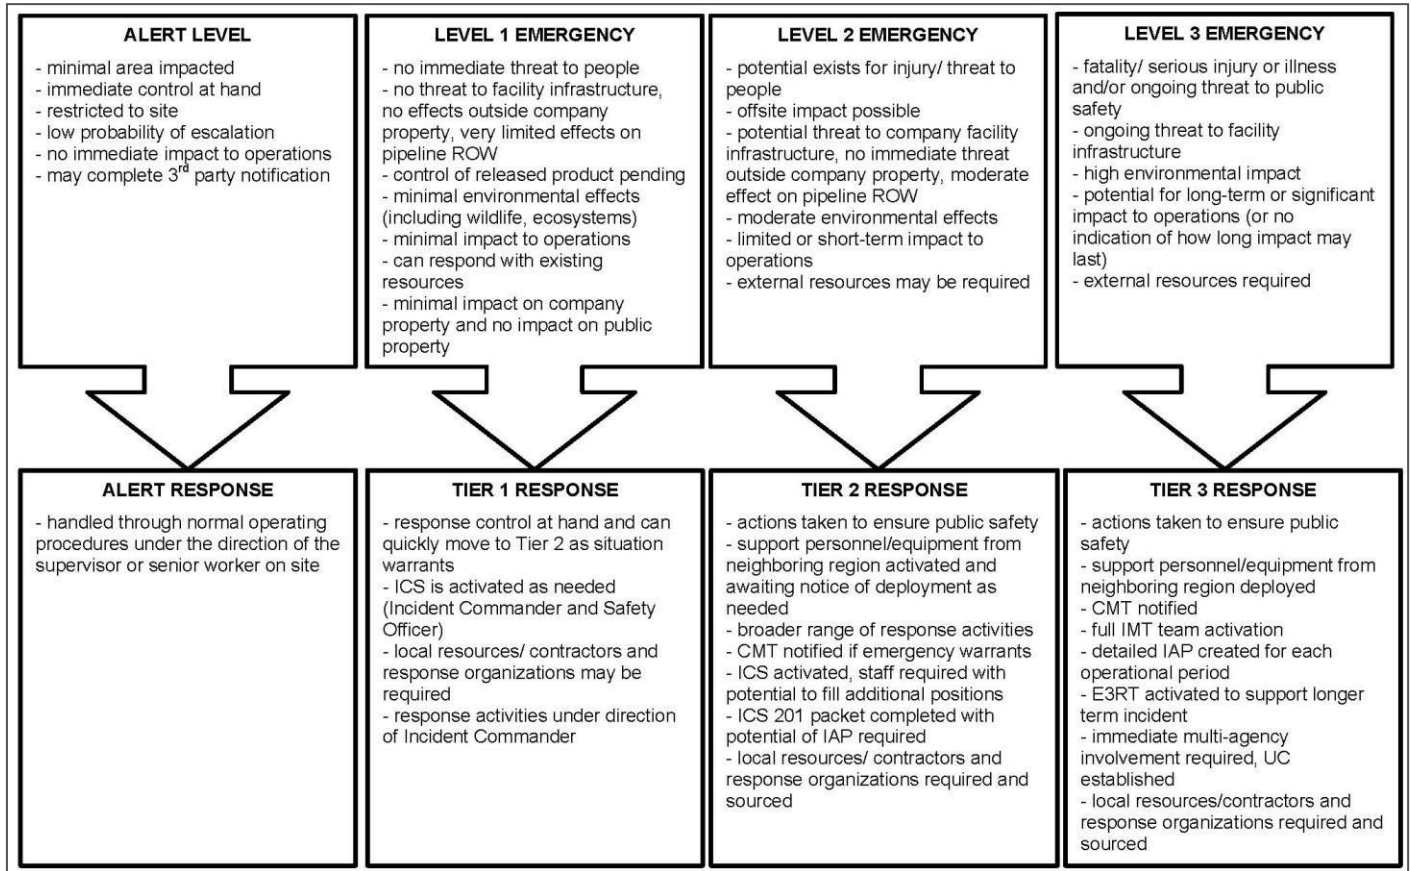 ALERT LEVEL
- minimal area impacted
- immediate control at hand
- restricted to site
- low probability of escalation
- no immediate impact to operations
- may complete 3rd party notification
LEVEL 1 EMERGENCY
- no immediate threat to people
- no threat to facility infrastructure,
no effects outside company
property, very limited effects on
pipeline ROW
- control of released product pending
- minimal environmental effects
(including wildlife, ecosystems)
- minimal impact to operations
- can respond with existing
resources
- minimal impact on company
property and no impact on public
property
LEVEL 2 EMERGENCY
- potential exists for injury/ threat to
people
- offsite impact possible
- potential threat to company facility
infrastructure, no immediate threat
outside company property, moderate
effect on pipeline ROW
- moderate environmental effects
- limited or short-term impact to
operations
- external resources may be required
LEVEL 3 EMERGENCY
- fatality/ serious injury or illness
and/or ongoing threat to public
safety
- ongoing threat to facility
infrastructure
- high environmental impact
- potential for long-term or significant
impact to operations (or no
indication of how long impact may
last)
- external resources required
ALERT RESPONSE
- handled through normal operating
procedures under the direction of the
supervisor or senior worker on site
TIER 1 RESPONSE
- response control at hand and can
quickly move to Tier 2 as situation
warrants
- ICS is activated as needed
(Incident Commander and Safety
Officer)
- local resources/ contractors and
response organizations may be
required
- response activities under direction
of Incident Commander
TIER 2 RESPONSE
- actions taken to ensure public safety
- support personnel/equipment from
neighboring region activated and
awaiting notice of deployment as
needed
- broader range of response activities
- CMT notified if emergency warrants
- ICS activated, staff required with
potential to fill additional positions
- ICS 201 packet completed with
potential of IAP required
- local resources/ contractors and
response organizations required and
sourced
TIER 3 RESPONSE
- actions taken to ensure public
safety
- support personnel/equipment from
neighboring region deployed
- CMT notified
- full IMT team activation
- detailed IAP created for each
operational period
- E3RT activated to support longer
term incident
- immediate multi-agency
involvement required, UC
established
- local resources/contractors and
response organizations required and
sourced